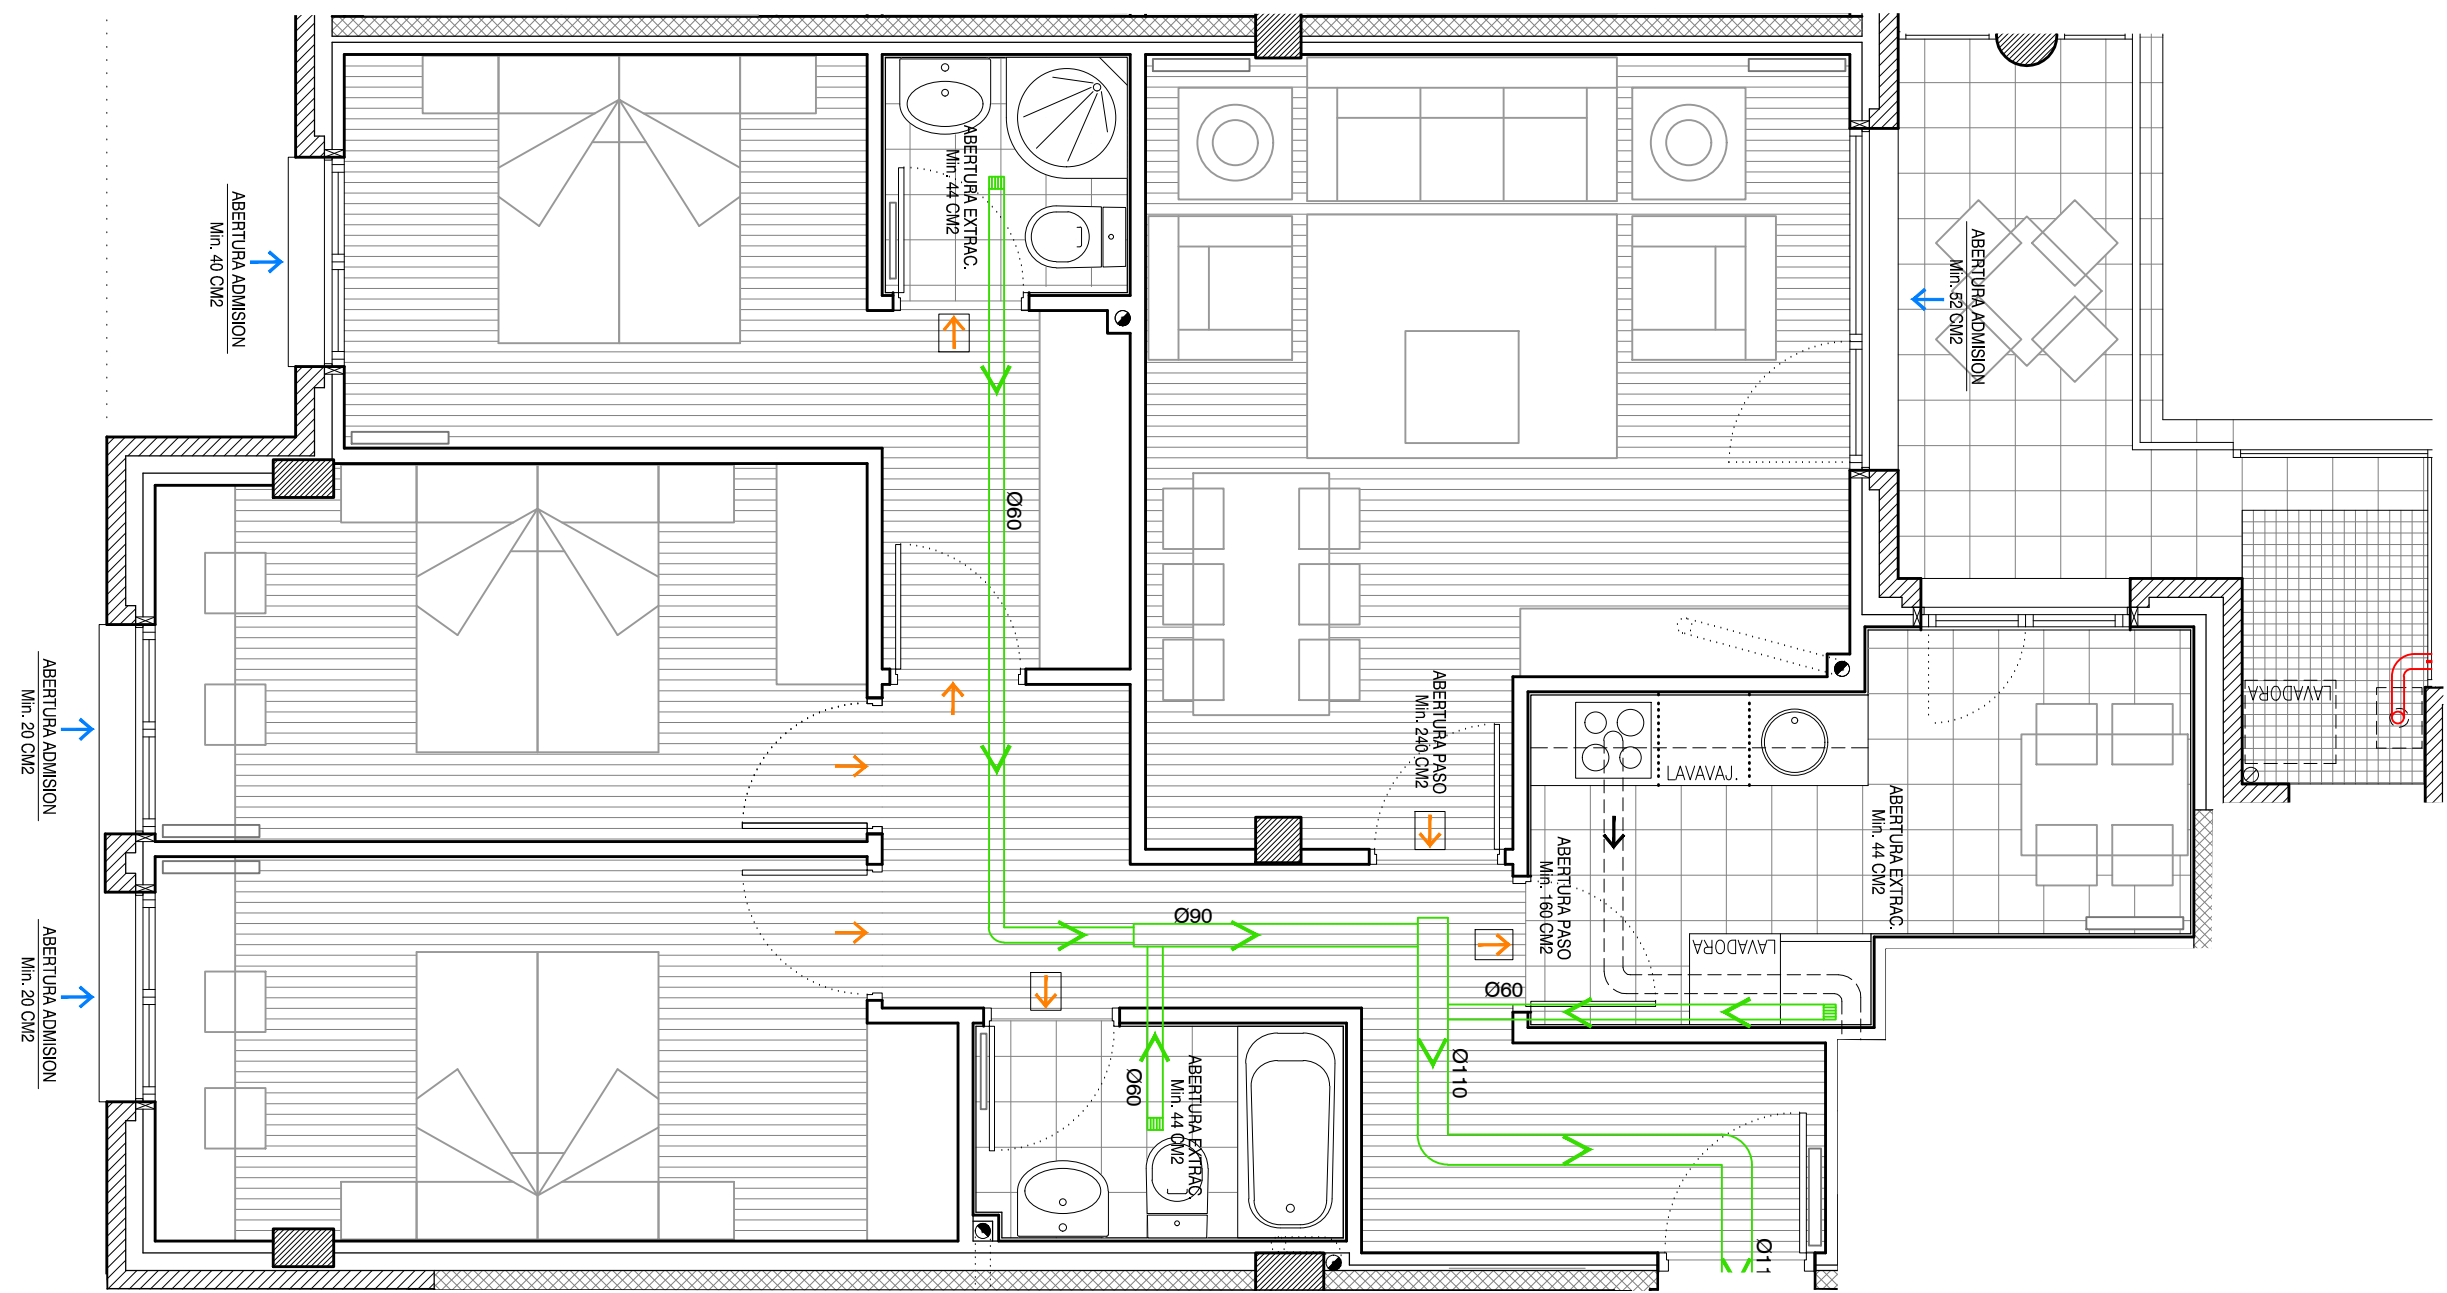 ABERTURA EXTRAC.
Min. 44 CM2
ABERTURA ADMISION
Min. 40 CM2
ABERTURA ADMISION
Min. 52 CM2
Ø60
ABERTURA ADMISION
Min. 20 CM2
ABERTURA PASO
Min. 240 CM2
LAVADORA
LAVAVAJ.
ABERTURA EXTRAC.
Min. 44 CM2
ABERTURA PASO
Min. 160 CM2
Ø90
LAVADORA
ABERTURA ADMISION
Min. 20 CM2
Ø60
Ø110
Ø60
ABERTURA EXTRAC.
Min. 44 CM2
Ø11